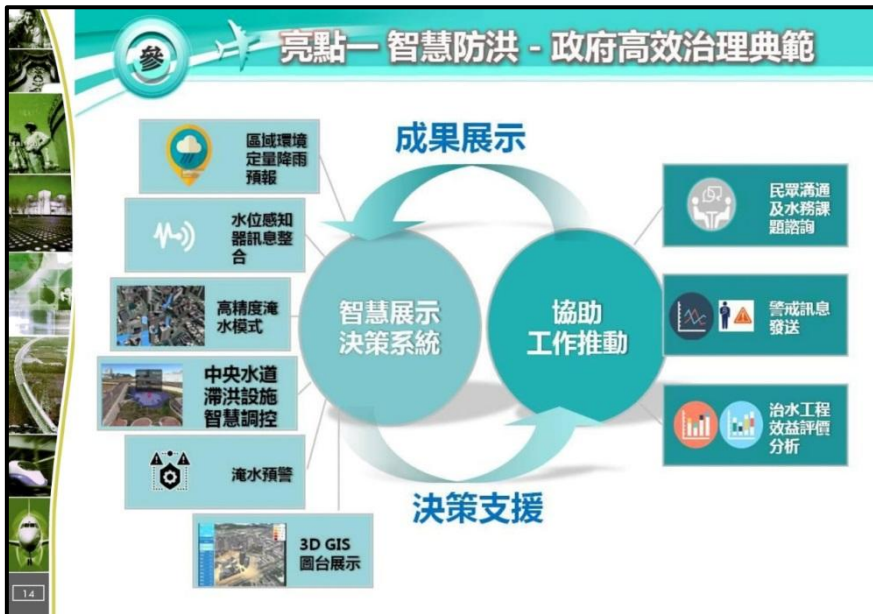 參
亮點一 智慧防洪 - 政府高效治理典範
成果展示
區域環境
定量降雨
預報
水位感知
器訊息整
合
高精度淹
水模式
中央水道
滯洪設施
智慧調控
淹水預警
3D GIS
圖台展示
智慧展示
決策系統
協助
工作推動
民眾溝通
及水務課
題諮詢
警戒訊息
發送
治水工程
效益評價
分析
決策支援
14